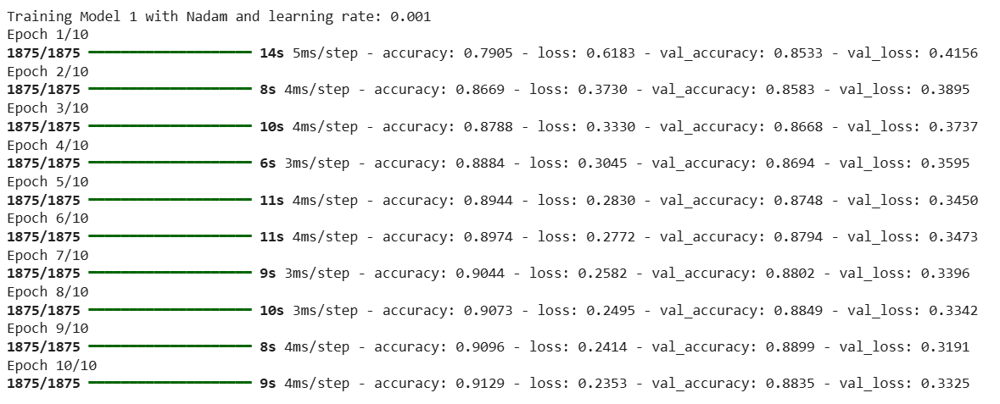 Training Model 1 with Nadam and learning rate: 0.001
Epoch 1/10
1875/1875 ━━━━━━━━━━━━━━━━━━━━ 14s 5ms/step - accuracy: 0.7905 - loss: 0.6183 - val_accuracy: 0.8533 - val_loss: 0.4156
Epoch 2/10
1875/1875 ━━━━━━━━━━━━━━━━━━━━ 8s 4ms/step - accuracy: 0.8669 - loss: 0.3730 - val_accuracy: 0.8583 - val_loss: 0.3895
Epoch 3/10
1875/1875 ━━━━━━━━━━━━━━━━━━━━ 10s 4ms/step - accuracy: 0.8788 - loss: 0.3330 - val_accuracy: 0.8668 - val_loss: 0.3737
Epoch 4/10
1875/1875 ━━━━━━━━━━━━━━━━━━━━ 6s 3ms/step - accuracy: 0.8884 - loss: 0.3045 - val_accuracy: 0.8694 - val_loss: 0.3595
Epoch 5/10
1875/1875 ━━━━━━━━━━━━━━━━━━━━ 11s 4ms/step - accuracy: 0.8944 - loss: 0.2830 - val_accuracy: 0.8748 - val_loss: 0.3450
Epoch 6/10
1875/1875 ━━━━━━━━━━━━━━━━━━━━ 11s 4ms/step - accuracy: 0.8974 - loss: 0.2772 - val_accuracy: 0.8794 - val_loss: 0.3473
Epoch 7/10
1875/1875 ━━━━━━━━━━━━━━━━━━━━ 9s 3ms/step - accuracy: 0.9044 - loss: 0.2582 - val_accuracy: 0.8802 - val_loss: 0.3396
Epoch 8/10
1875/1875 ━━━━━━━━━━━━━━━━━━━━ 10s 3ms/step - accuracy: 0.9073 - loss: 0.2495 - val_accuracy: 0.8849 - val_loss: 0.3342
Epoch 9/10
1875/1875 ━━━━━━━━━━━━━━━━━━━━ 8s 4ms/step - accuracy: 0.9096 - loss: 0.2414 - val_accuracy: 0.8899 - val_loss: 0.3191
Epoch 10/10
1875/1875 ━━━━━━━━━━━━━━━━━━━━ 9s 4ms/step - accuracy: 0.9129 - loss: 0.2353 - val_accuracy: 0.8835 - val_loss: 0.3325